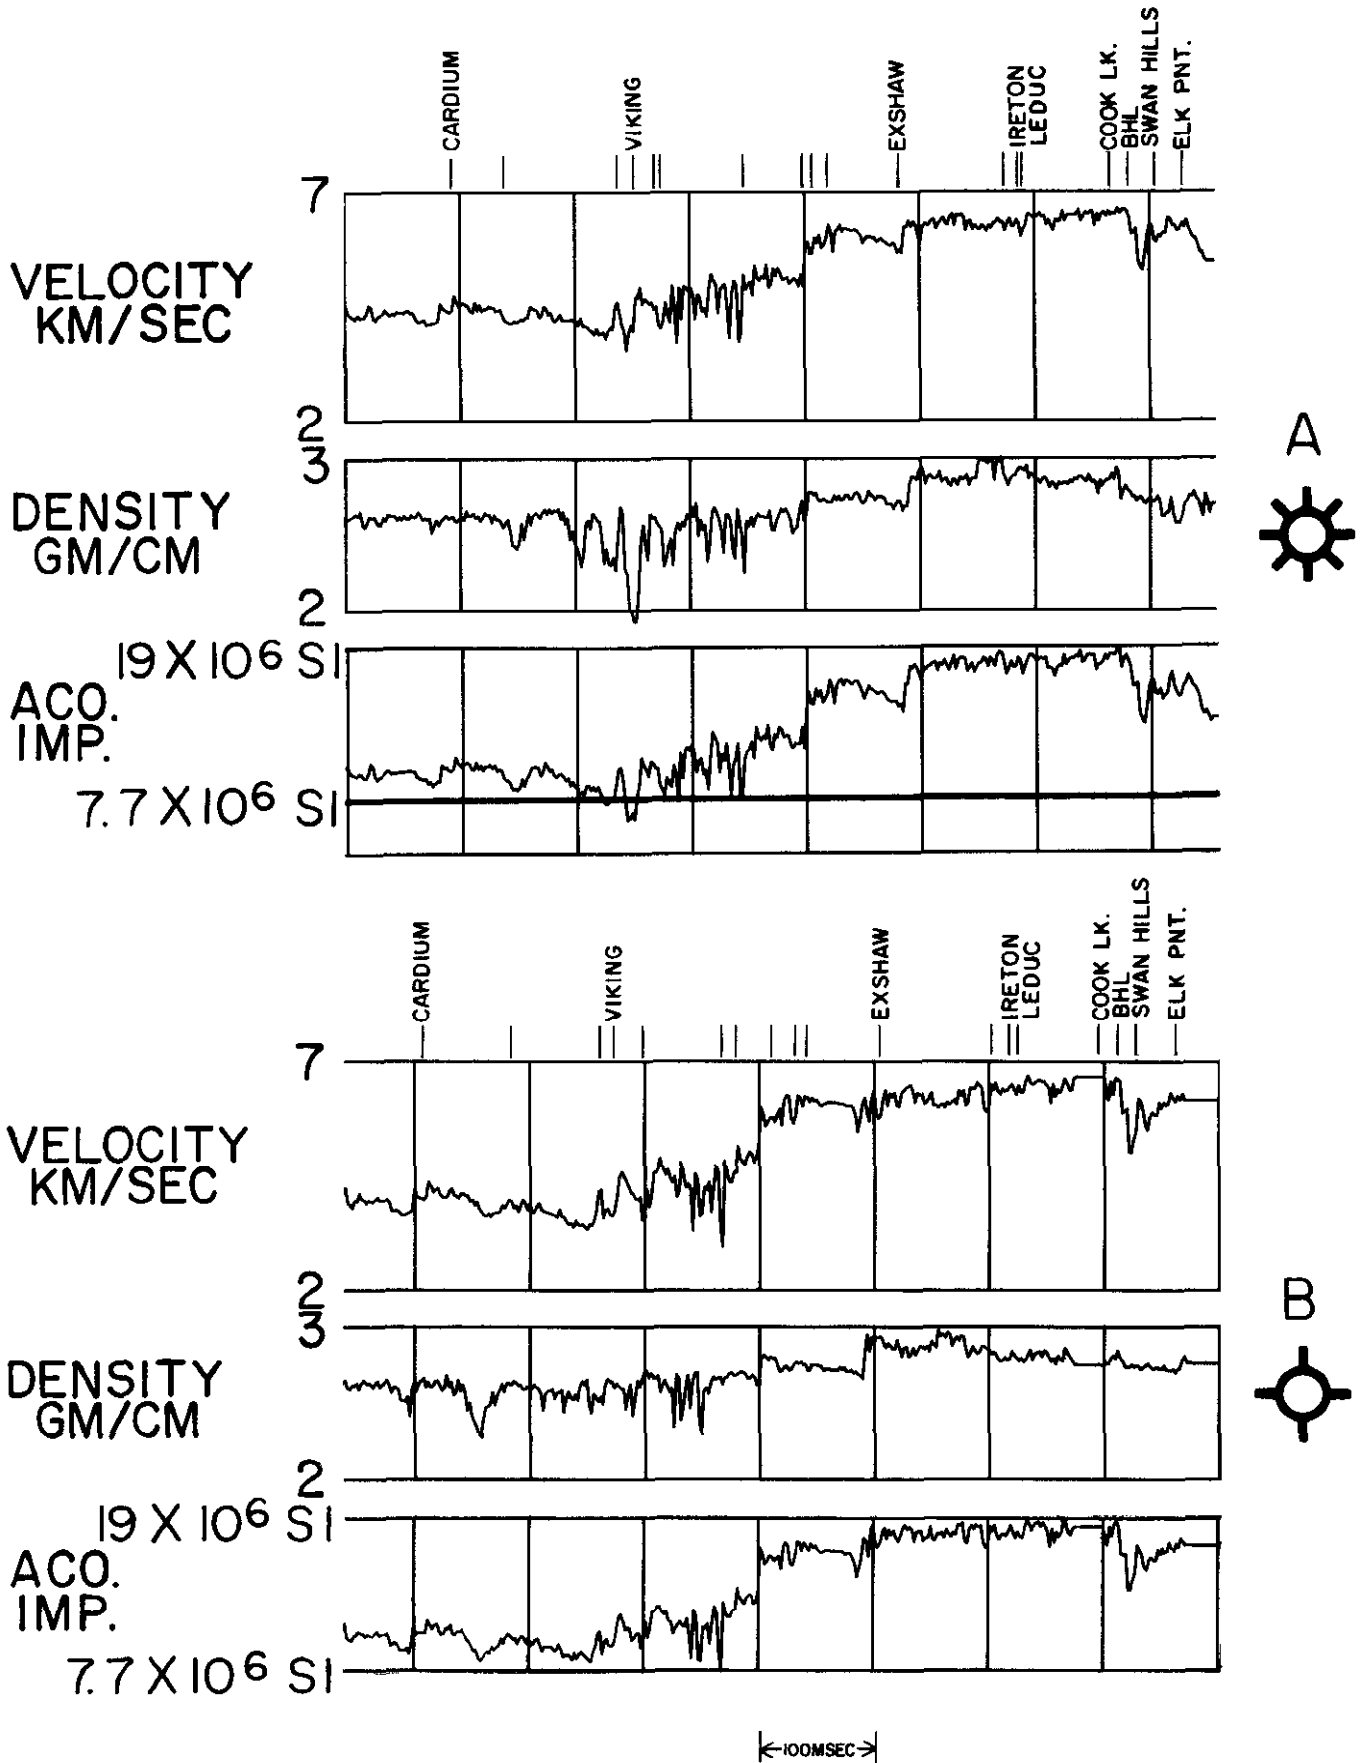 CARDIUM
VIKING
EXSHAW
IRETON
LEDUC
COOK LK.
BHL
SWAN HILLS
ELK PNT.
7
VELOCITY
KM/SEC
2
3
DENSITY
GM/CM
2
A
19 X 10⁶ SI
ACO.
IMP.
7.7 X 10⁶ SI
CARDIUM
VIKING
EXSHAW
IRETON
LEDUC
COOK LK.
BHL
SWAN HILLS
ELK PNT.
7
VELOCITY
KM/SEC
2
3
DENSITY
GM/CM
2
B
19 X 10⁶ SI
ACO.
IMP.
7.7 X 10⁶ SI
100MSEC